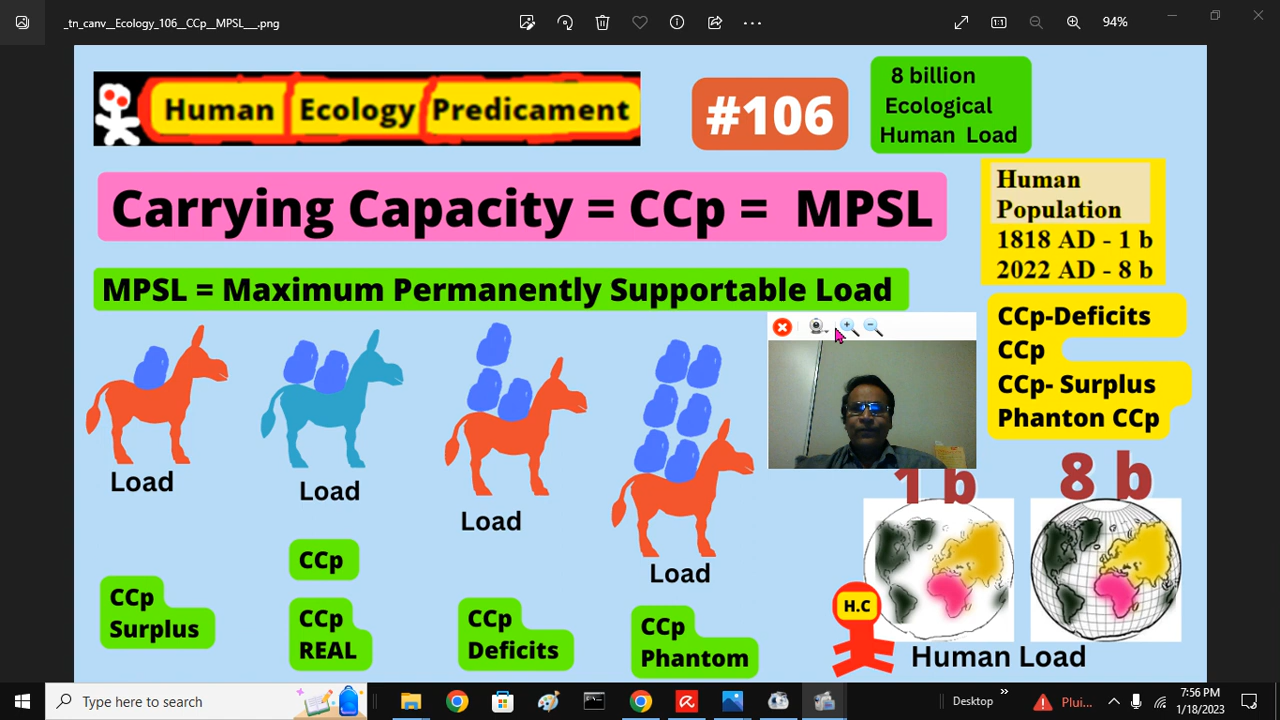 _tn_canv__Ecology_106__CCp__MPSL___.png
94%
Human Ecology Predicament
#106
8 billion
Ecological
Human Load
Carrying Capacity = CCp = MPSL
Human
Population
1818 AD - 1 b
2022 AD - 8 b
MPSL = Maximum Permanently Supportable Load
CCp-Deficits
CCp
CCp- Surplus
Phanton CCp
Load
Load
Load
Load
1 b
8 b
CCp
Surplus
CCp
CCp
REAL
CCp
Deficits
CCp
Phantom
H.C
Human Load
Type here to search
Desktop
Plui...
7:56 PM
1/18/2023